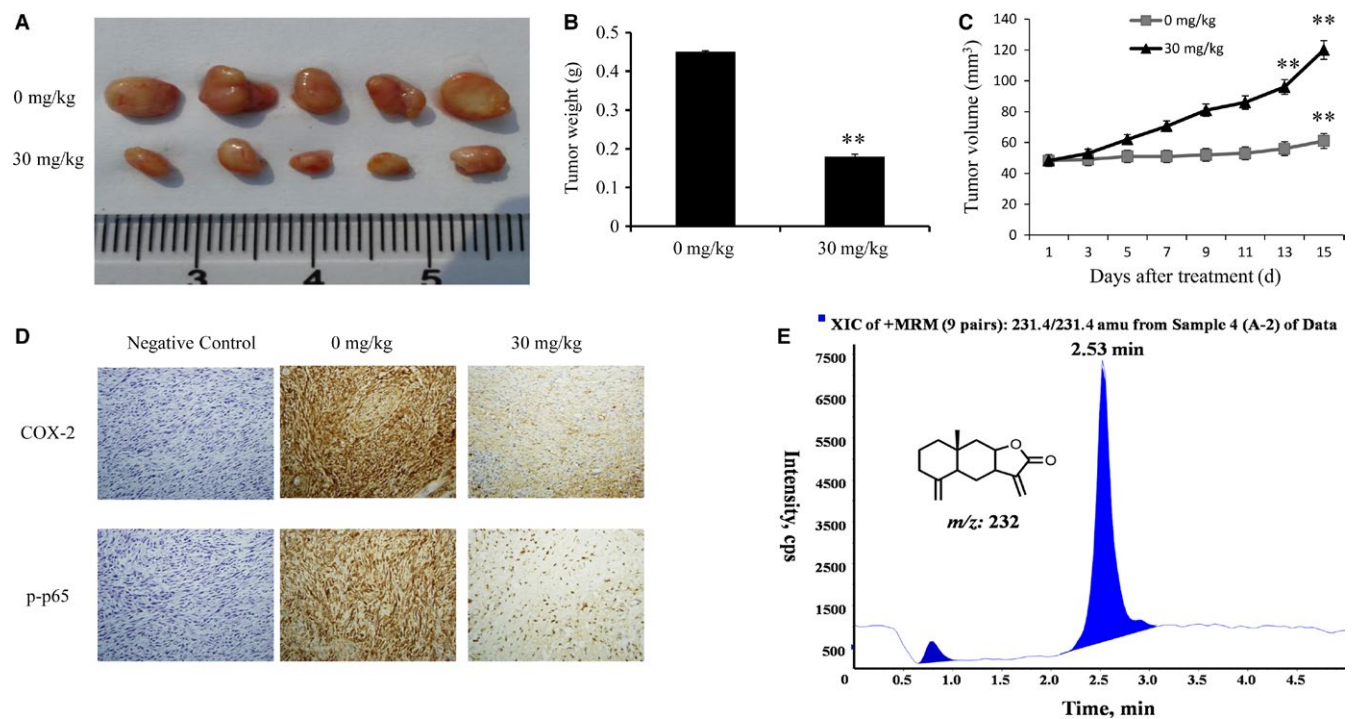 A
0 mg/kg
30 mg/kg
3 4 5
B
Tumor weight (g)
0.5
0.4
0.3
0.2
0.1
0
**
0 mg/kg 30 mg/kg
C
Tumor volume (mm³)
140
120
100
80
60
40
20
0
0 mg/kg
30 mg/kg
**
**
**
1 3 5 7 9 11 13 15
Days after treatment (d)
D
Negative Control 0 mg/kg 30 mg/kg
COX-2
p-p65
E
XIC of +MRM (9 pairs): 231.4/231.4 amu from Sample 4 (A-2) of Data
2.53 min
Intensity, cps
7500
6500
5500
4500
3500
2500
1500
500
O
O
m/z: 232
0 0.5 1.0 1.5 2.0 2.5 3.0 3.5 4.0 4.5
Time, min